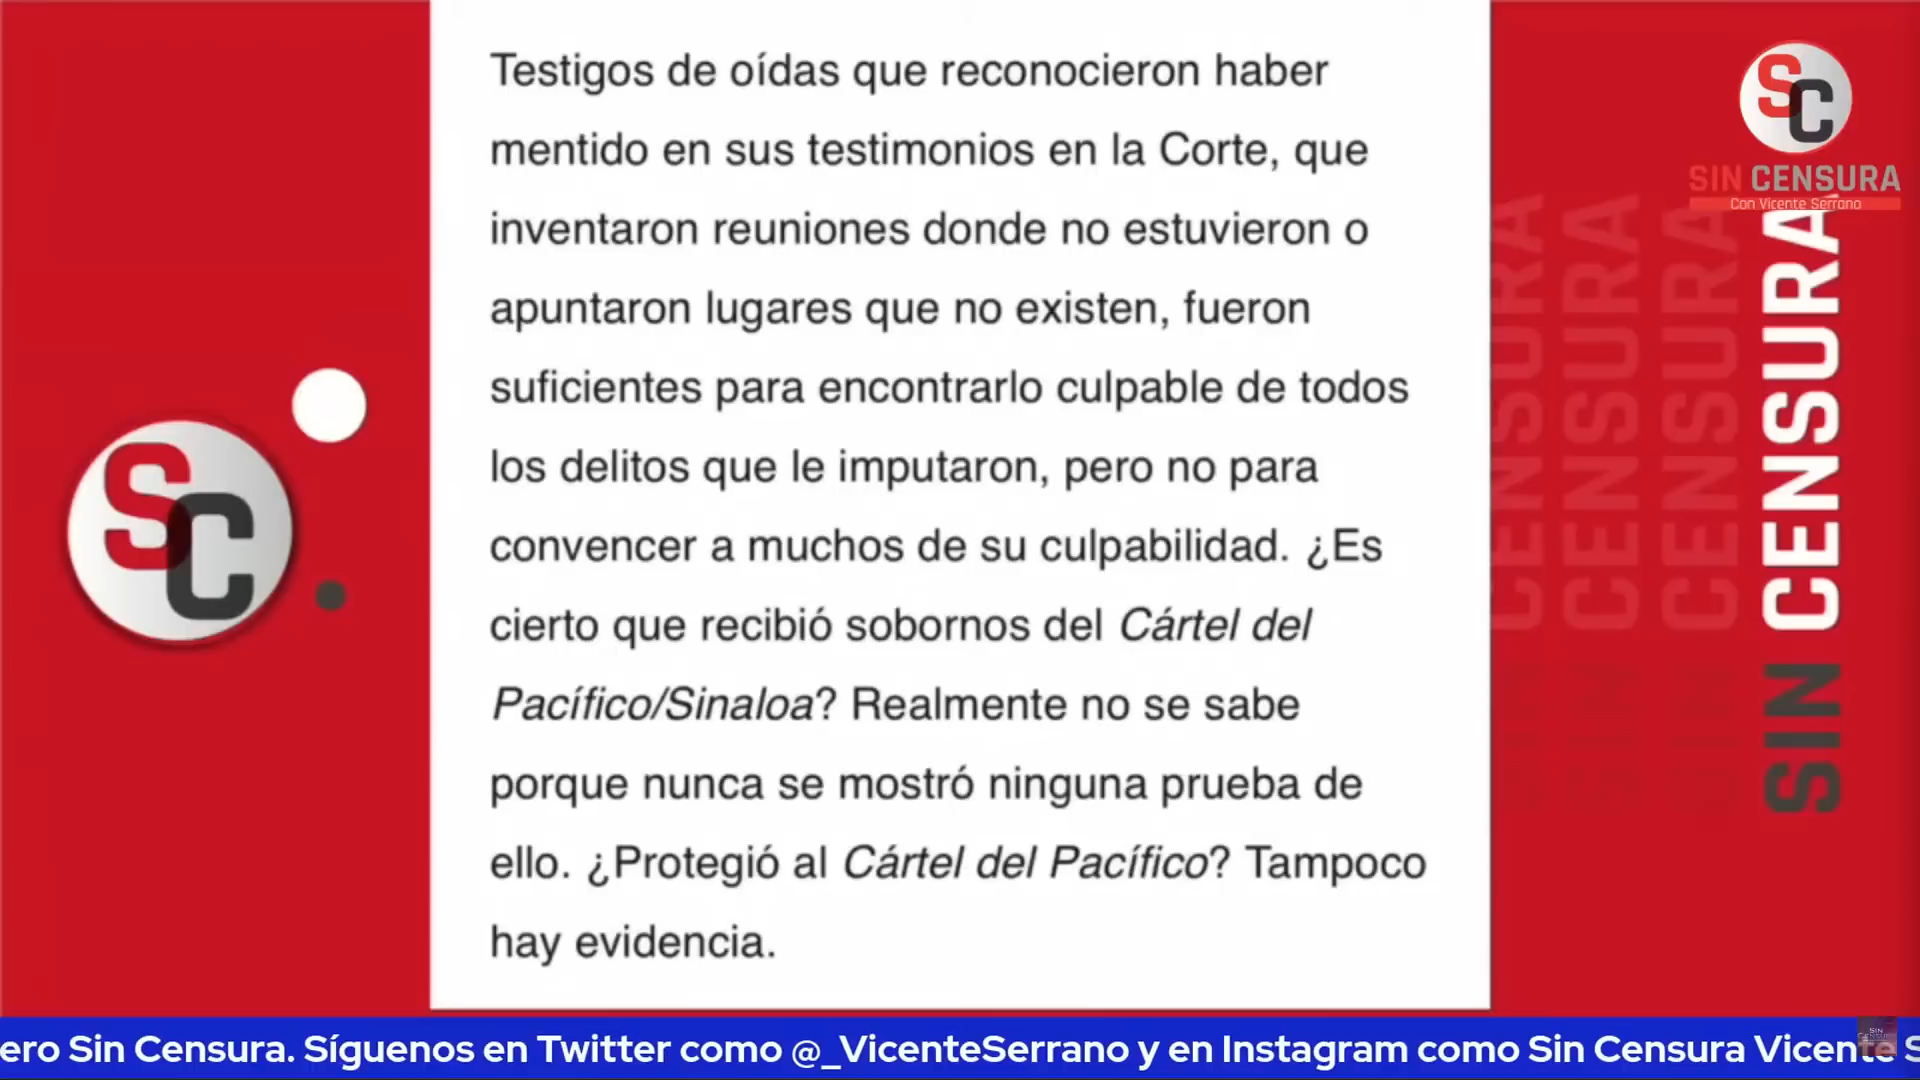 Testigos de oídas que reconocieron haber
mentido en sus testimonios en la Corte, que
inventaron reuniones donde no estuvieron o
apuntaron lugares que no existen, fueron
suficientes para encontrarlo culpable de todos
los delitos que le imputaron, pero no para
convencer a muchos de su culpabilidad. ¿Es
cierto que recibió sobornos del Cártel del
Pacífico/Sinaloa? Realmente no se sabe
porque nunca se mostró ninguna prueba de
ello. ¿Protegió al Cártel del Pacífico? Tampoco
hay evidencia.
SC
SC
SIN CENSURA
Con Vicente Serrano
CENSURA
CENSURA
CENSURA
SIN CENSURA
ero Sin Censura. Síguenos en Twitter como @_VicenteSerrano y en Instagram como Sin Censura Vicente S